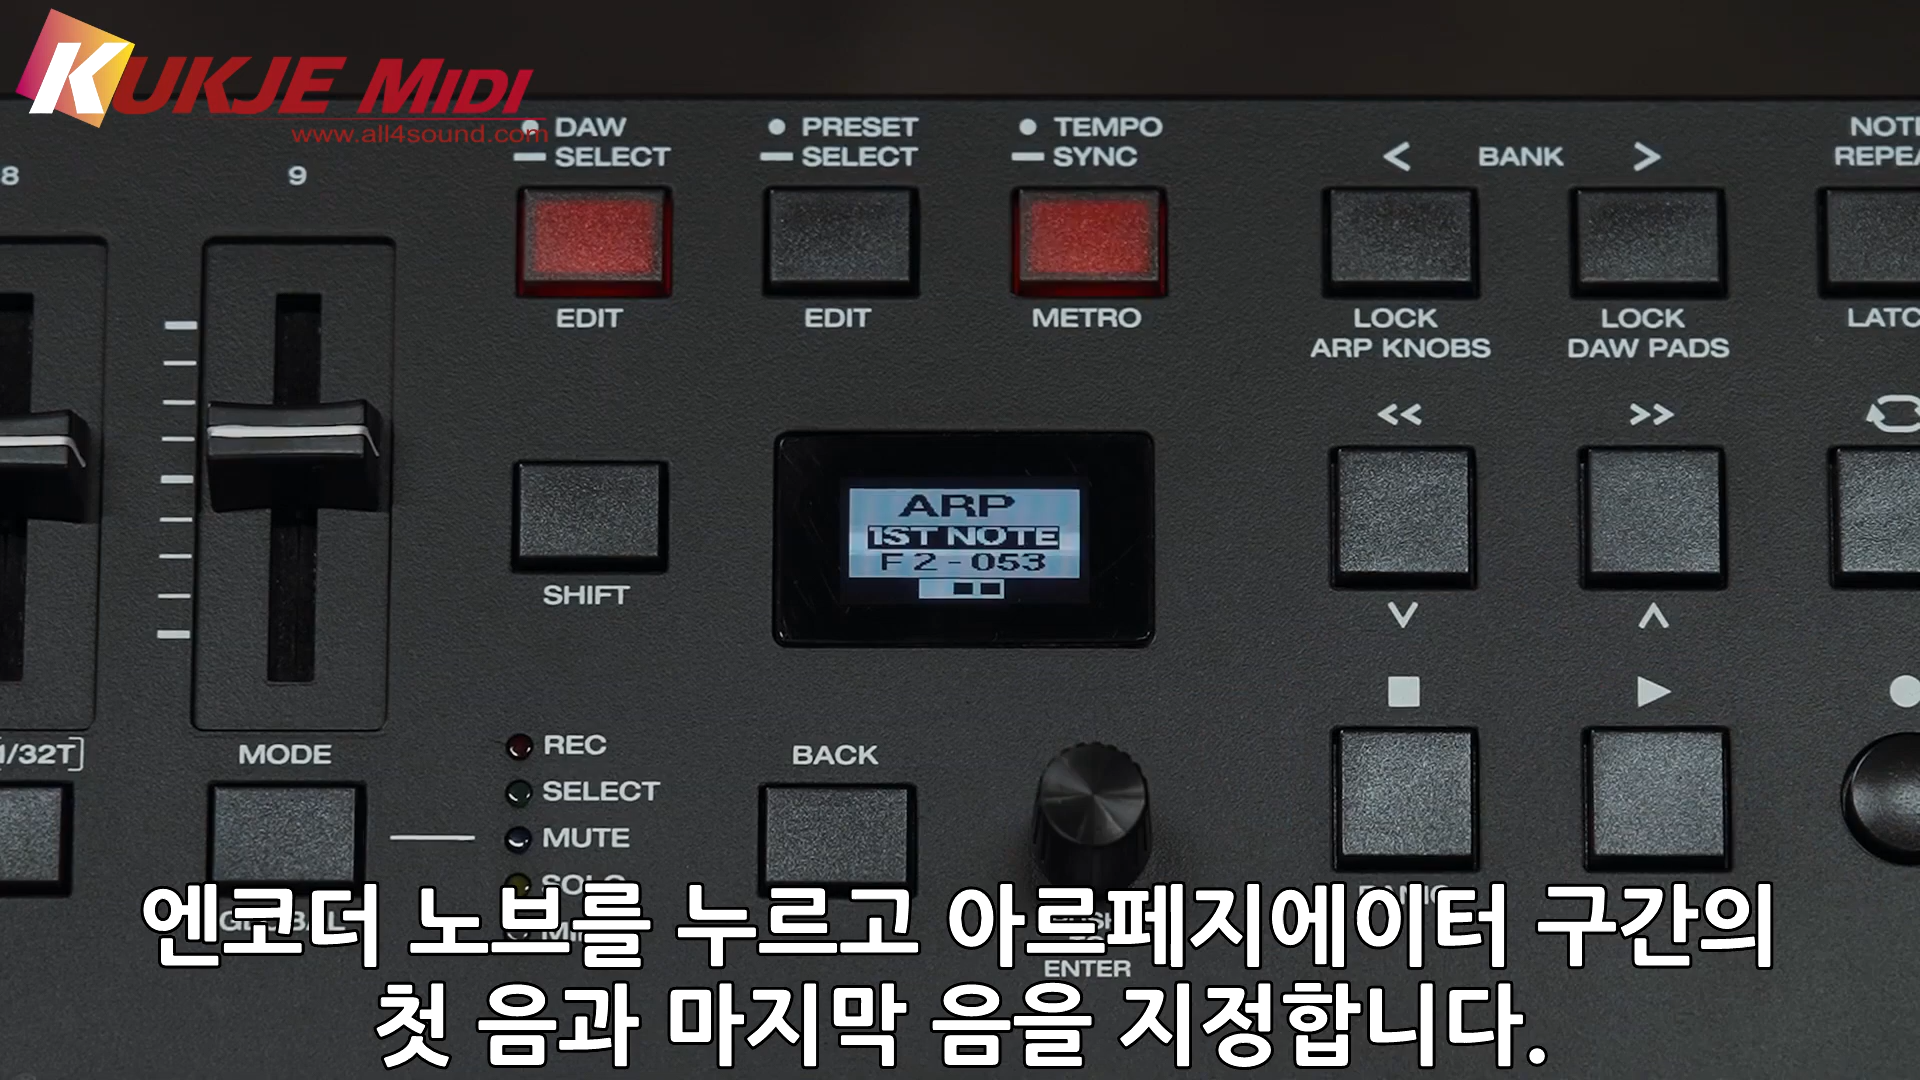 KUKJE MIDI
www.all4sound.com
DAW
SELECT
PRESET
SELECT
TEMPO
SYNC
< BANK >
8
9
EDIT
EDIT
METRO
LOCK
ARP KNOBS
LOCK
DAW PADS
<< >>
ARP
1ST NOTE
F 2 - 053
SHIFT
1/32T]
MODE
REC
SELECT
MUTE
SOLO
BACK
ENTER
엔코더 노브를 누르고 아르페지에이터 구간의
첫 음과 마지막 음을 지정합니다.